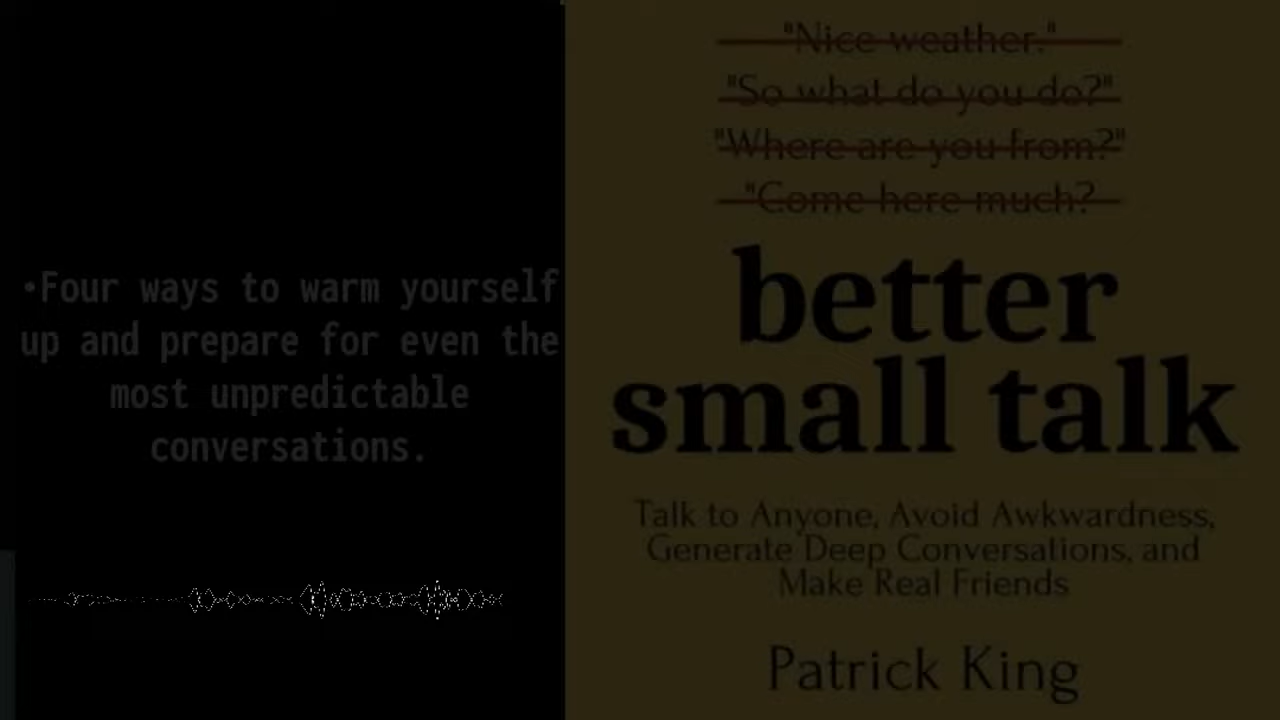 •Four ways to warm yourself
up and prepare for even the
most unpredictable
conversations.
"Nice weather."
"So what do you do?"
"Where are you from?"
"Come here much?
better
small talk
Talk to Anyone, Avoid Awkwardness,
Generate Deep Conversations, and
Make Real Friends
Patrick King